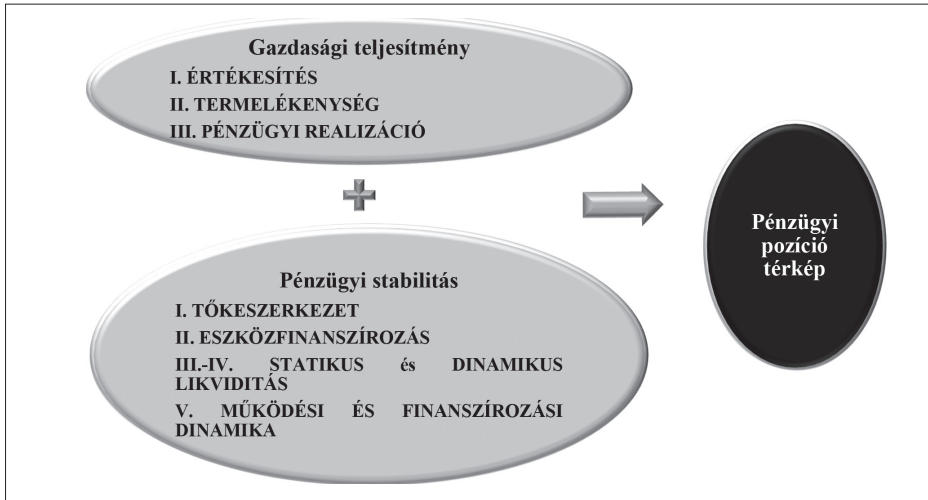 Gazdasági teljesítmény
I. ÉRTÉKESÍTÉS
II. TERMELÉKENYSÉG
III. PÉNZÜGYI REALIZÁCIÓ
Pénzügyi stabilitás
I. TŐKESZERKEZET
II. ESZKÖZFINANSZÍROZÁS
III.-IV. STATIKUS és DINAMIKUS
LIKVIDITÁS
V. MŰKÖDÉSI ÉS FINANSZÍROZÁSI
DINAMIKA
Pénzügyi
pozíció
térkép